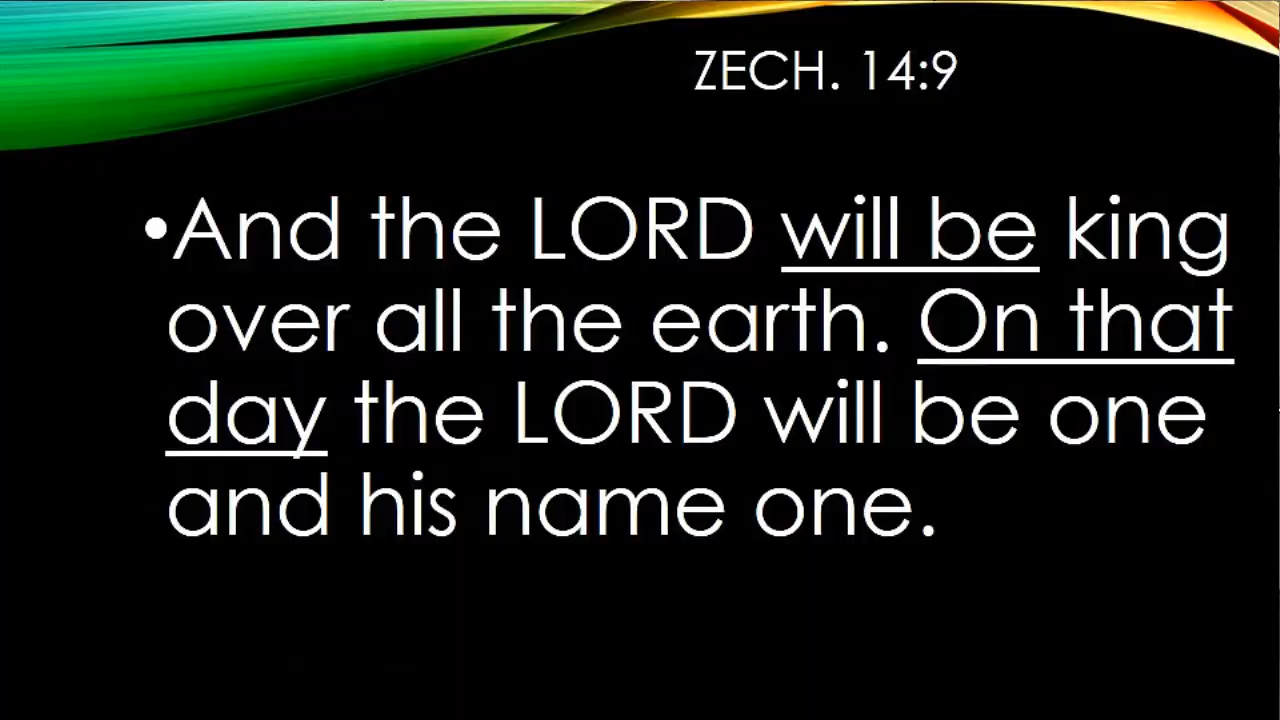 ZECH. 14:9
•And the LORD will be king
over all the earth. On that
day the LORD will be one
and his name one.